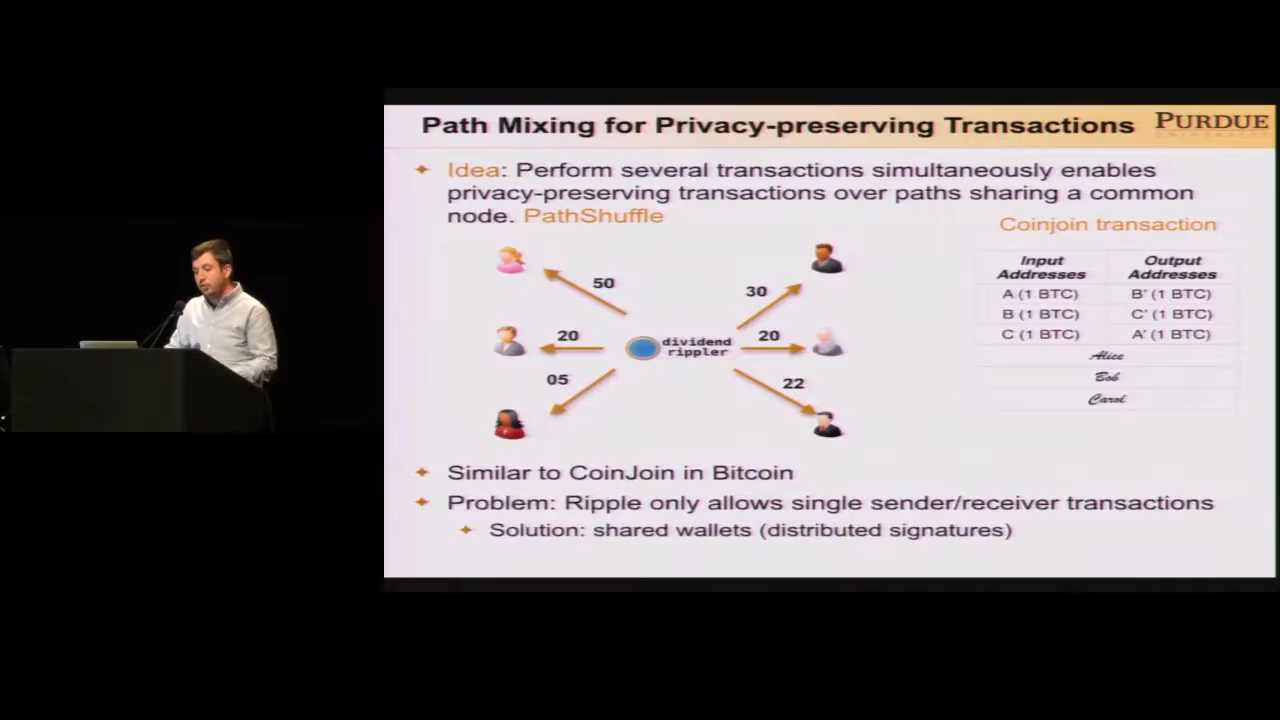 Path Mixing for Privacy-preserving Transactions
PURDUE
UNIVERSITY
Idea: Perform several transactions simultaneously enables
privacy-preserving transactions over paths sharing a common
node. PathShuffle
Coinjoin transaction
Input Addresses
Output Addresses
A (1 BTC) B' (1 BTC)
B (1 BTC) C' (1 BTC)
C (1 BTC) A' (1 BTC)
Alice
Bob
Carol
50
30
20
dividend
rippler
20
05
22
Similar to CoinJoin in Bitcoin
Problem: Ripple only allows single sender/receiver transactions
Solution: shared wallets (distributed signatures)